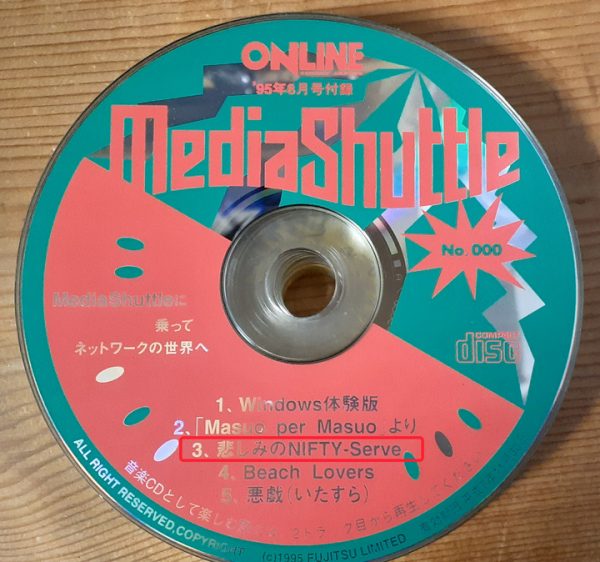 ONLINE
'95年8月号付録
MediaShuttle
No. 000
MediaShuttleに
乗って
ネットワークの世界へ
COMPACT
disc
1、Windows体験版
2、「Masuo per Masuo」より
3、悲しみのNIFTY-Serve
4、Beach Lovers
5、悪戯(いたずら)
音楽CDとして楽しむ
2トラック目から再生してください
ALL RIGHT RESERVED.COPYRIGHT
(c)1995 FUJITSU LIMITED